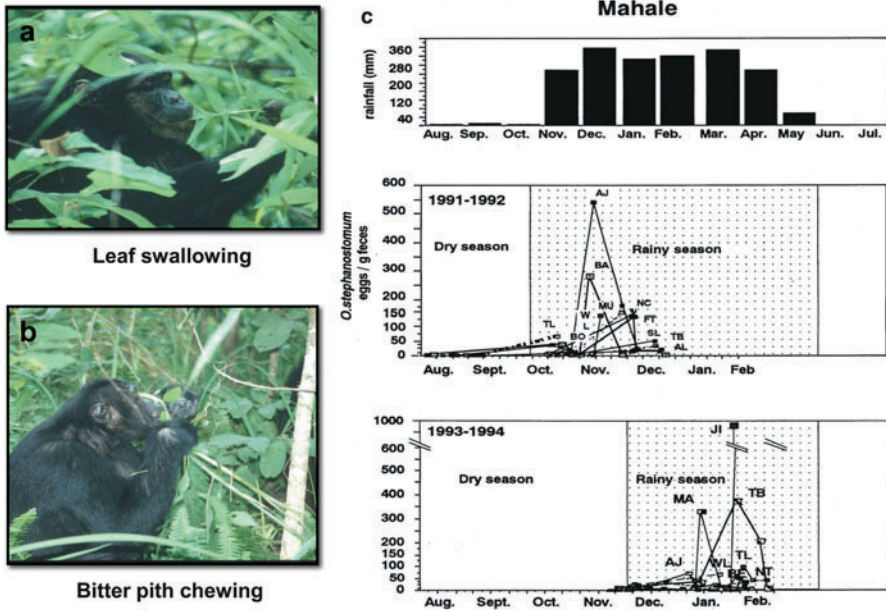 a
Leaf swallowing
b
Bitter pith chewing
c
Mahale
rainfall (mm)
360
280
200
120
40
Aug. Sep. Oct. Nov. Dec. Jan. Feb. Mar. Apr. May Jun. Jul.
O.stephanostomum
eggs / g feces
600
500
400
300
200
150
100
50
0
1991-1992
Dry season
Rainy season
AJ
BA
MU
NC
W
L
FT
TL
BO
SL
TB
AL
Aug. Sept. Oct. Nov. Dec. Jan. Feb
1000
600
500
400
300
200
150
100
50
0
1993-1994
Dry season
Rainy season
JI
MA
TB
AJ
WL
TL
NT
Aug. Sept. Oct. Nov. Dec. Jan. Feb.